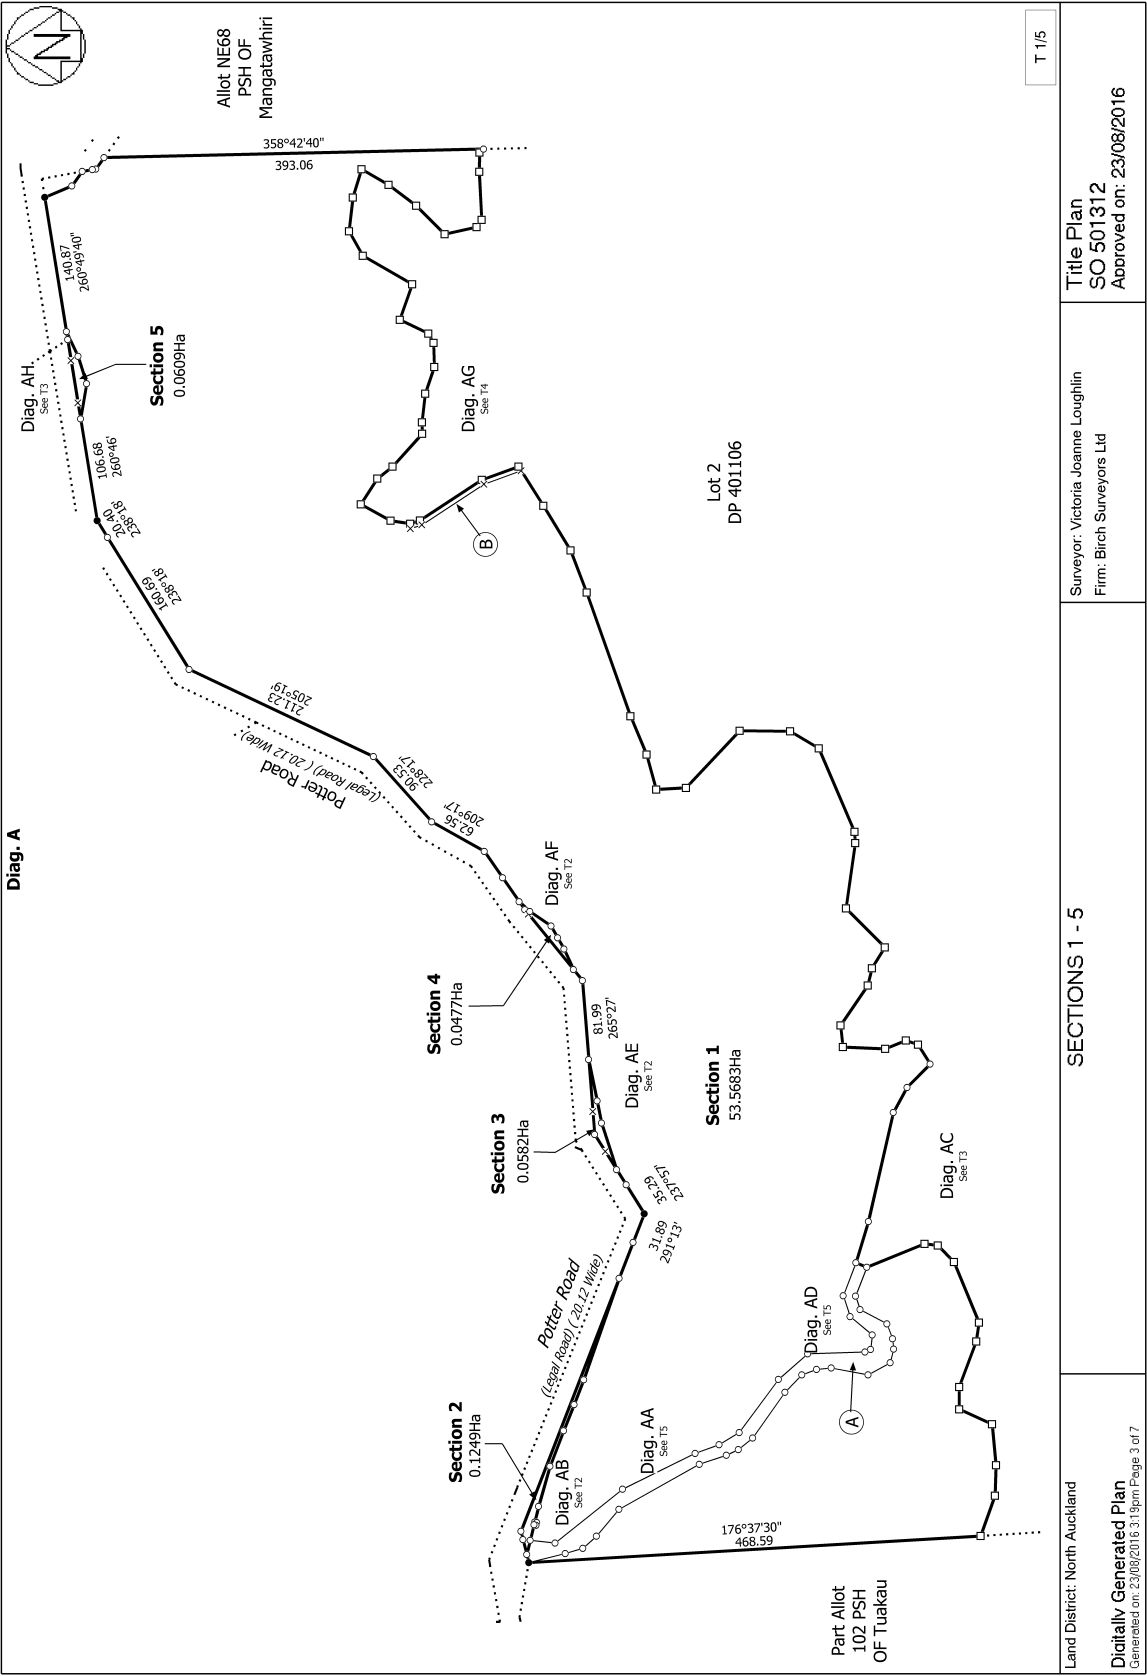 Diag. A
N
T 1/5
Allot NE68
PSH OF
Mangatawhiri
358°42'40"
393.06
140.87
260°49'40"
Diag. AH
See T3
Section 5
0.0609Ha
106.68
260°46'
20.40
238°18'
160.69
238°18'
211.23
205°19'
Potter Road
(Legal Road) ( 20.12 Wide)
90.53
228°17'
62.56
209°17'
Diag. AG
See T4
B
Lot 2
DP 401106
Diag. AF
See T2
Section 4
0.0477Ha
81.99
265°27'
Diag. AE
See T2
Section 3
0.0582Ha
Section 1
53.5683Ha
35.29
237°57'
31.89
291°13'
Potter Road
(Legal Road) ( 20.12 Wide)
Diag. AC
See T3
Diag. AD
See T5
A
Diag. AA
See T5
Section 2
0.1249Ha
Diag. AB
See T2
176°37'30"
468.59
Part Allot
102 PSH
OF Tuakau
Land District: North Auckland
Digitally Generated Plan
Generated on: 23/08/2016 3:19pm Page 3 of 7
SECTIONS 1 - 5
Surveyor: Victoria Joanne Loughlin
Firm: Birch Surveyors Ltd
Title Plan
SO 501312
Approved on: 23/08/2016